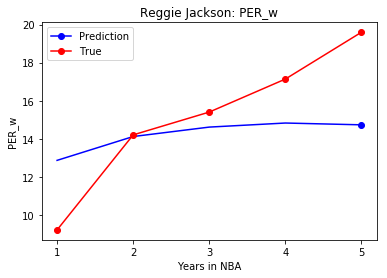 Reggie Jackson: PER_w
Prediction
True
20
18
16
14
12
10
PER_w
1 2 3 4 5
Years in NBA